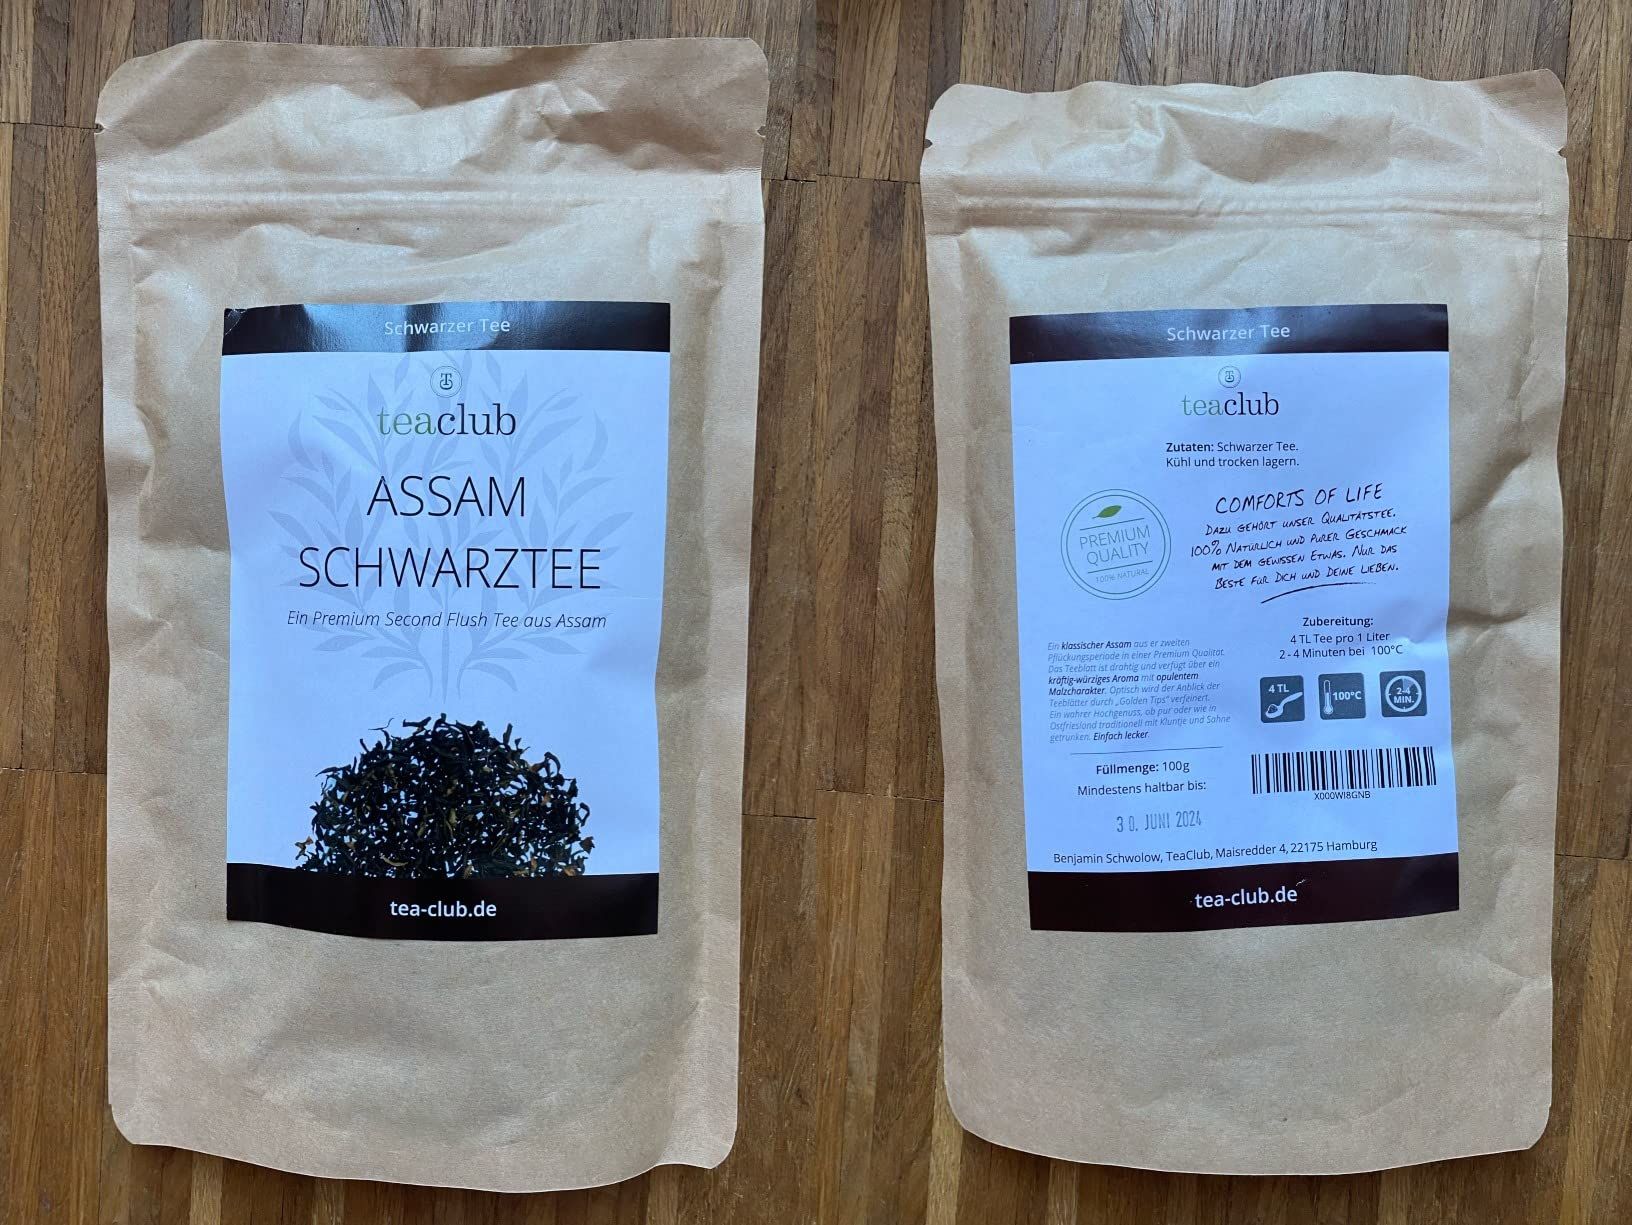 Schwarzer Tee
teaclub
ASSAM
SCHWARZTEE
Ein Premium Second Flush Tee aus Assam
tea-club.de
Schwarzer Tee
teaclub
Zutaten: Schwarzer Tee.
Kühl und trocken lagern.
PREMIUM
QUALITY
100% NATURAL
COMFORTS OF LIFE
DAZU GEHÖRT UNSER QUALITÄTSTEE.
100% NATÜRLICH UND PURER GESCHMACK
MIT DEM GEWISSEN ETWAS. NUR DAS
BESTE FÜR DICH UND DEINE LIEBEN.
Zubereitung:
4 TL Tee pro 1 Liter
2 - 4 Minuten bei 100°C
4 TL
100°C
2-4
MIN.
Ein klassischer Assam aus er zweiten
Pflückungsperiode in einer Premium Qualität.
Das Teeblatt ist drahtig und verfügt über ein
kräftig-würziges Aroma mit opulentem
Malzcharakter. Optisch wird der Anblick der
Teeblätter durch „Golden Tips" verfeinert.
Ein wahrer Hochgenuss, ob pur oder wie in
Ostfriesland traditionell mit Kluntje und Sahne
getrunken. Einfach lecker.
Füllmenge: 100g
Mindestens haltbar bis:
30. JUNI 2024
X000WI8GNB
Benjamin Schwolow, TeaClub, Maisredder 4, 22175 Hamburg
tea-club.de